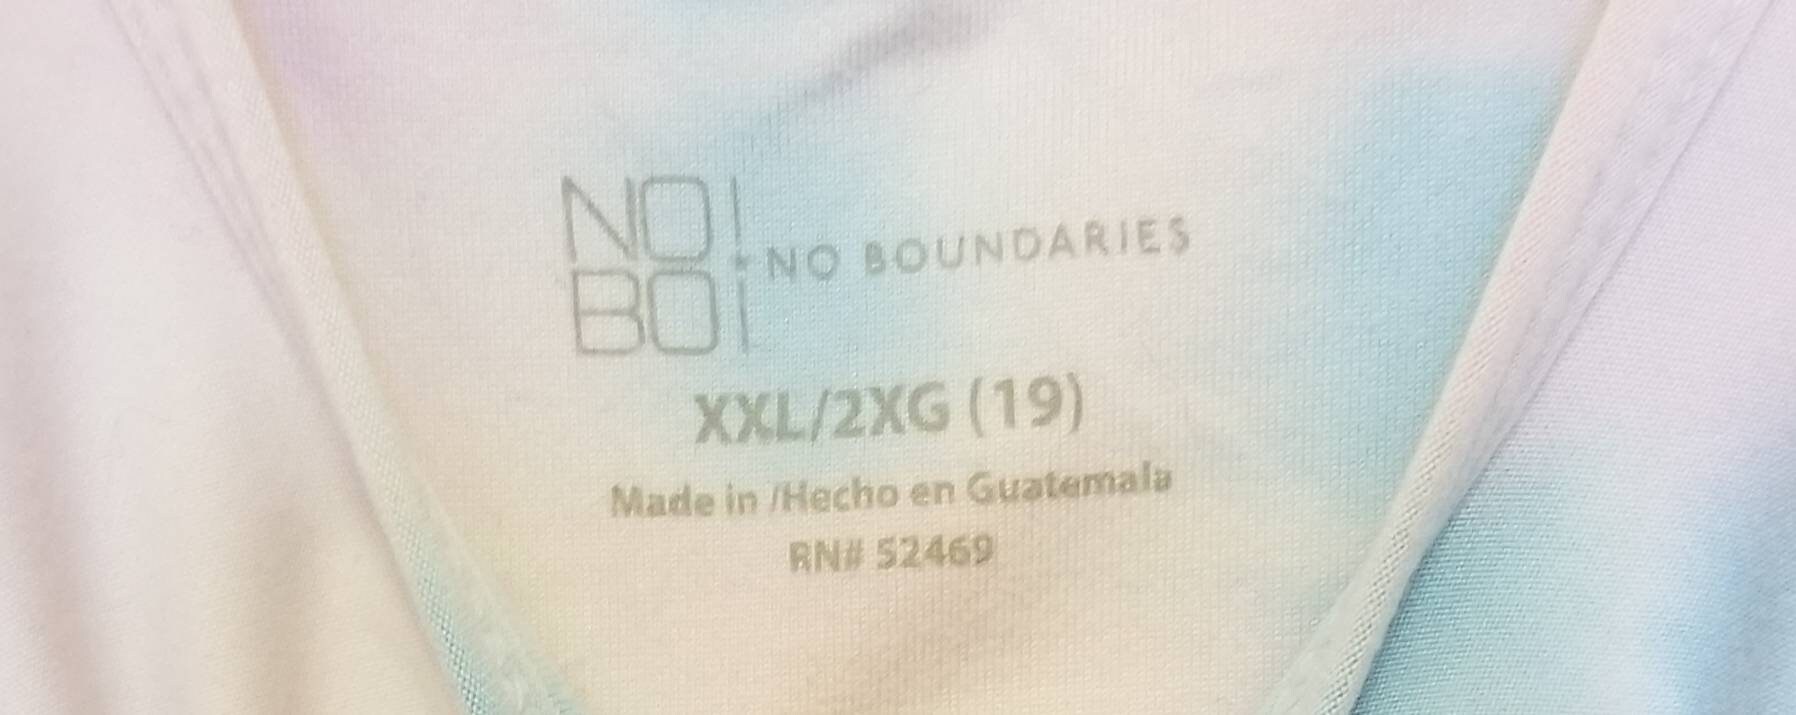 NO!
BO!
NO BOUNDARIES
XXL/2XG (19)
Made in /Hecho en Guatemala
RN# 52469